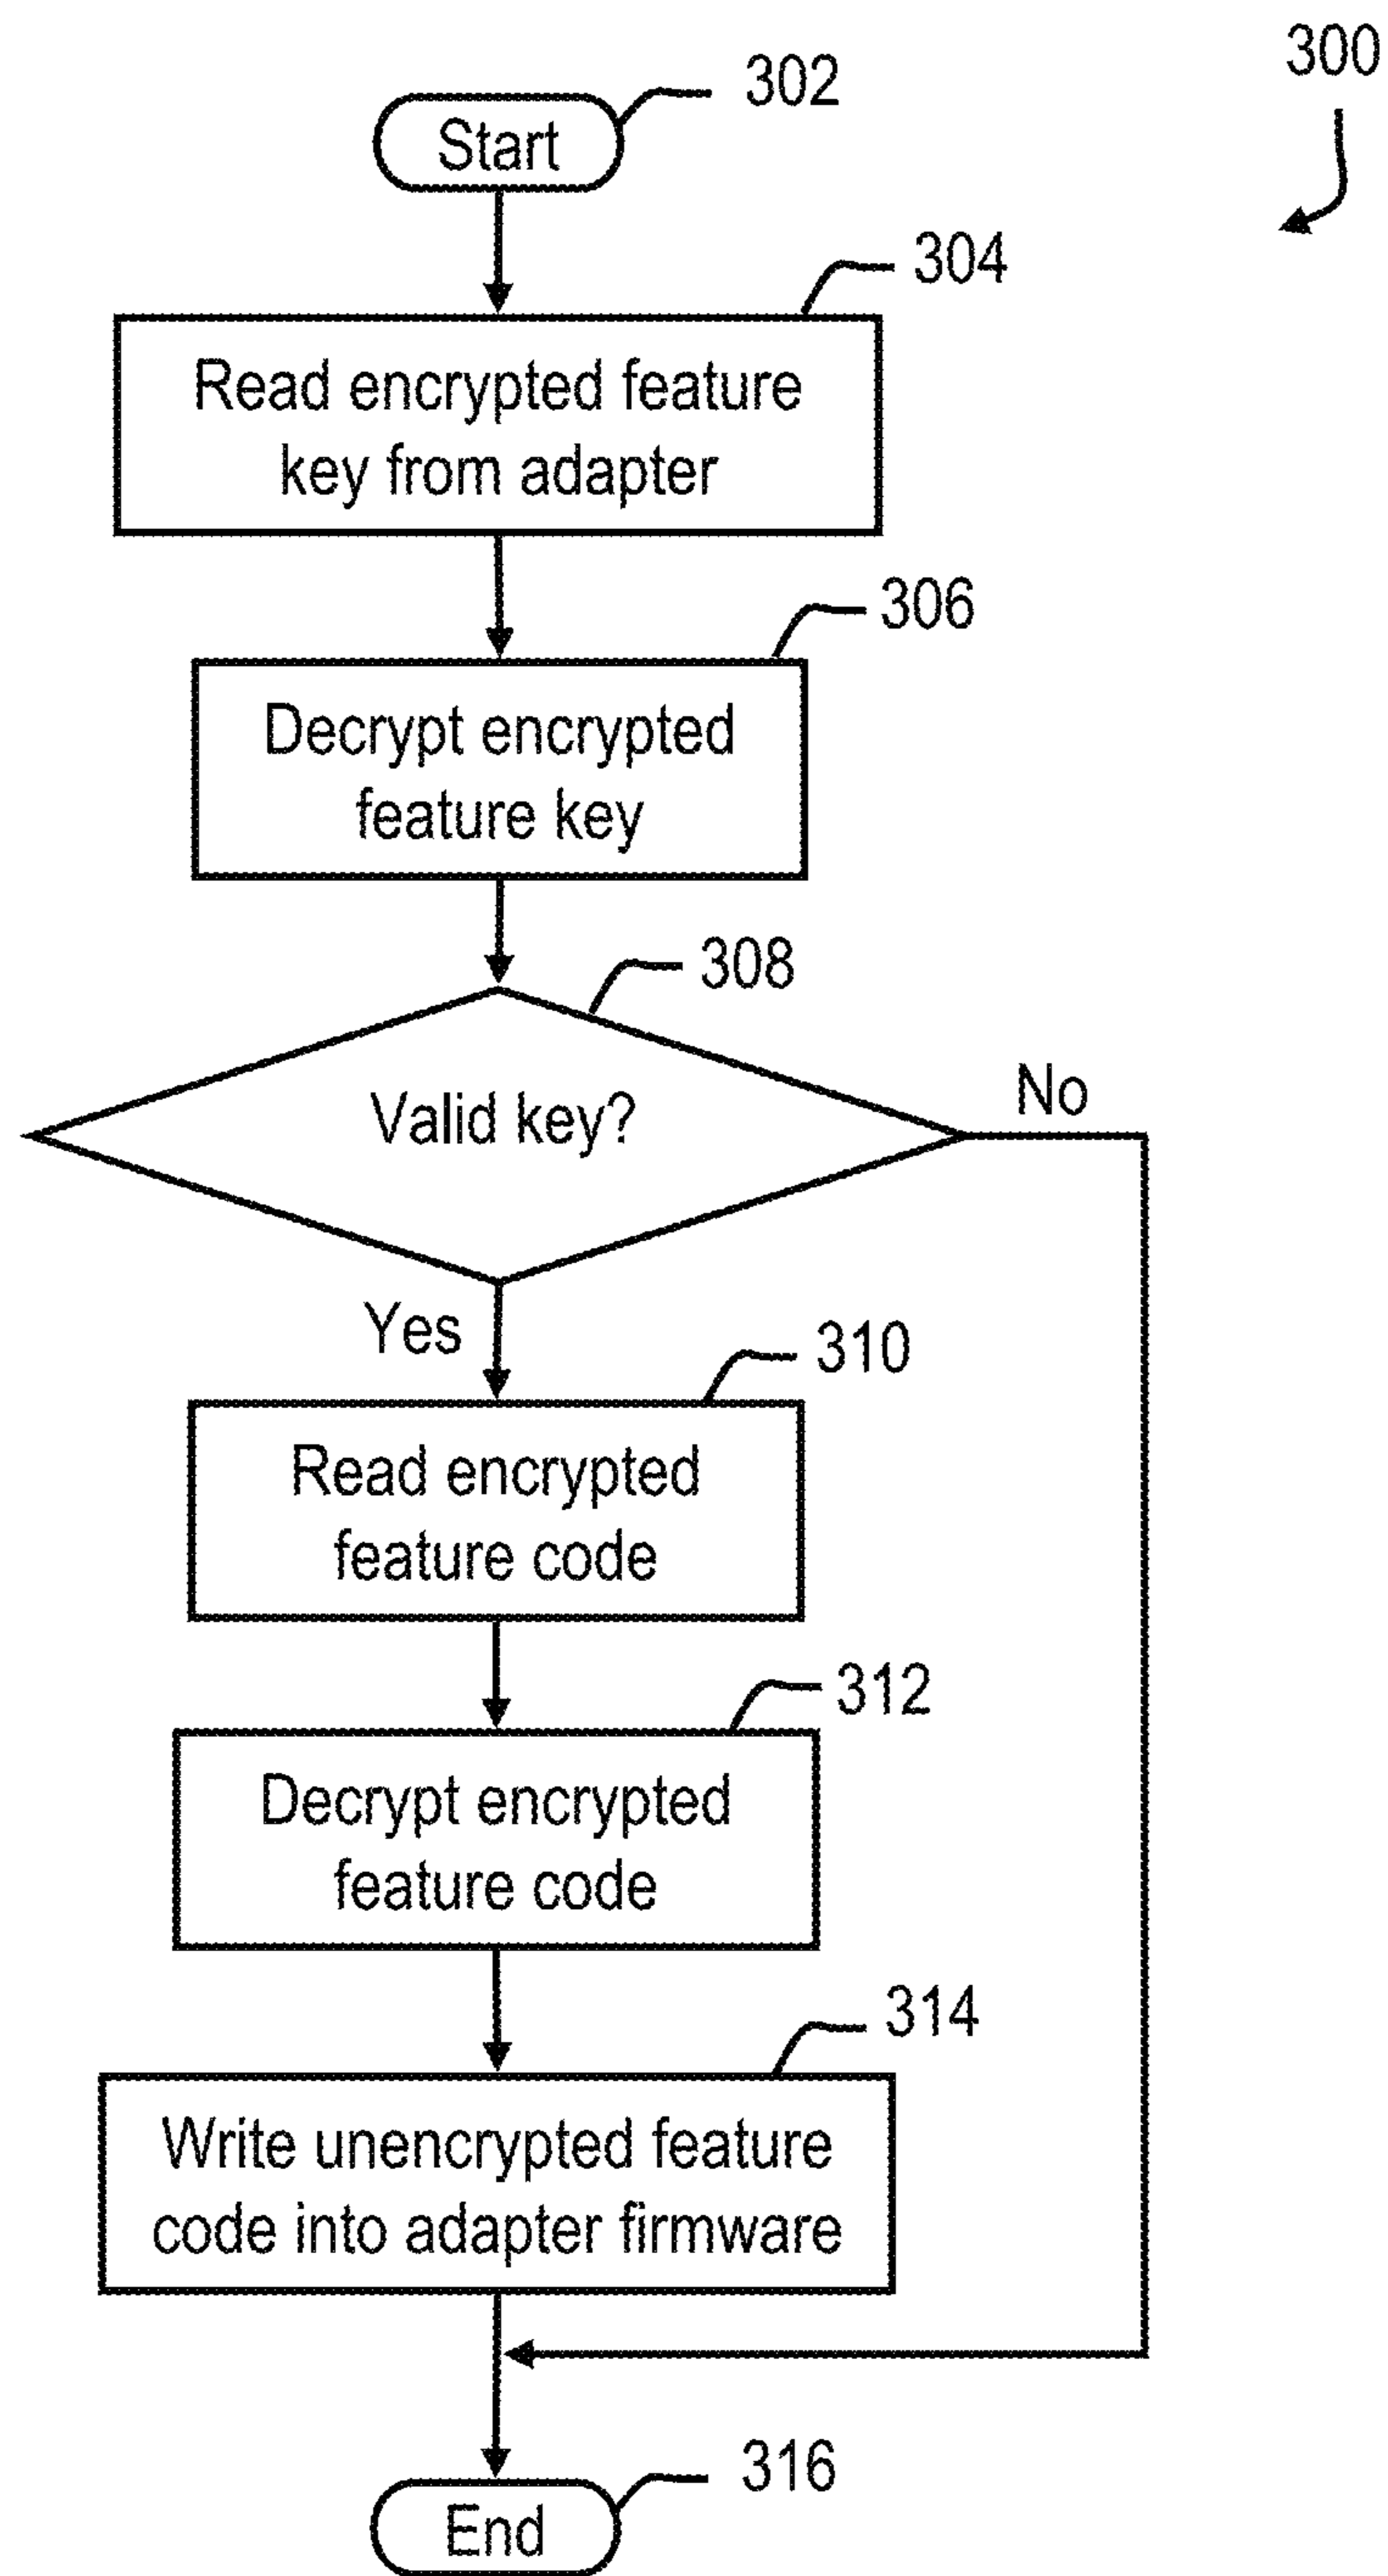 300
302
Start
304
Read encrypted feature
key from adapter
306
Decrypt encrypted
feature key
308
Valid key?
No
Yes
310
Read encrypted
feature code
312
Decrypt encrypted
feature code
314
Write unencrypted feature
code into adapter firmware
316
End